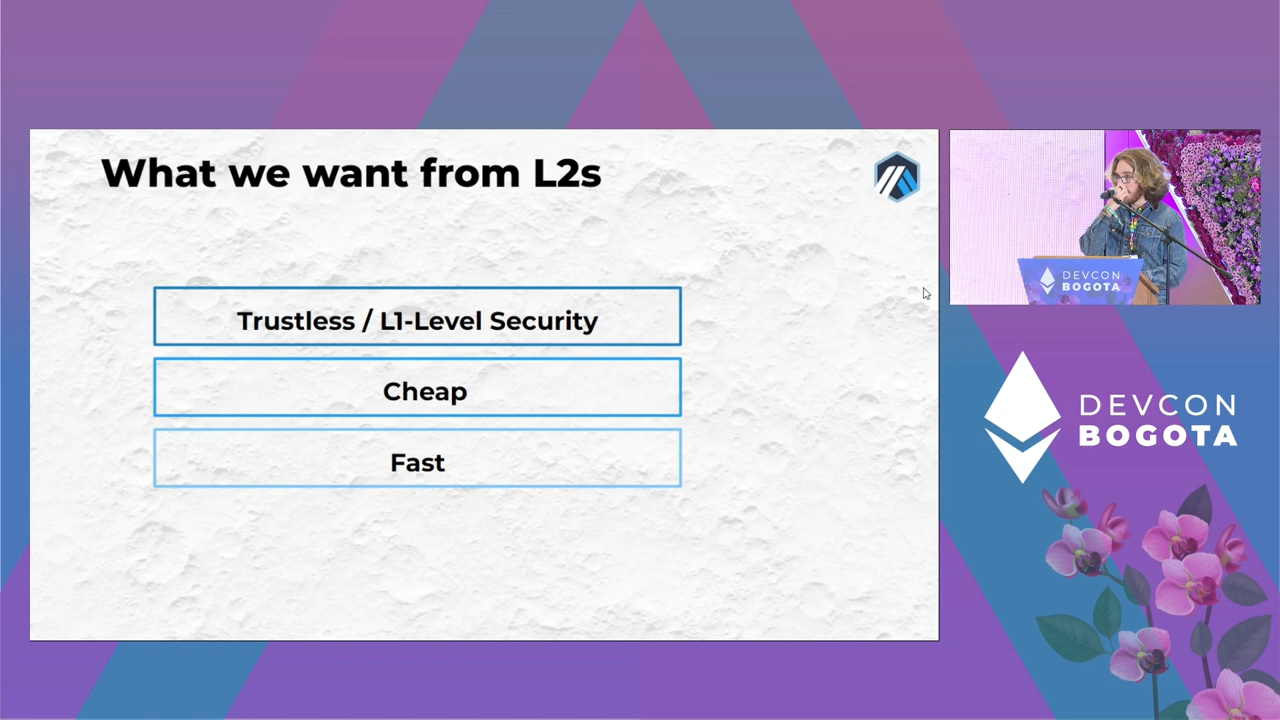 What we want from L2s
Trustless / L1-Level Security
Cheap
Fast
DEVCON
BOGOTA
DEVCON
BOGOTA